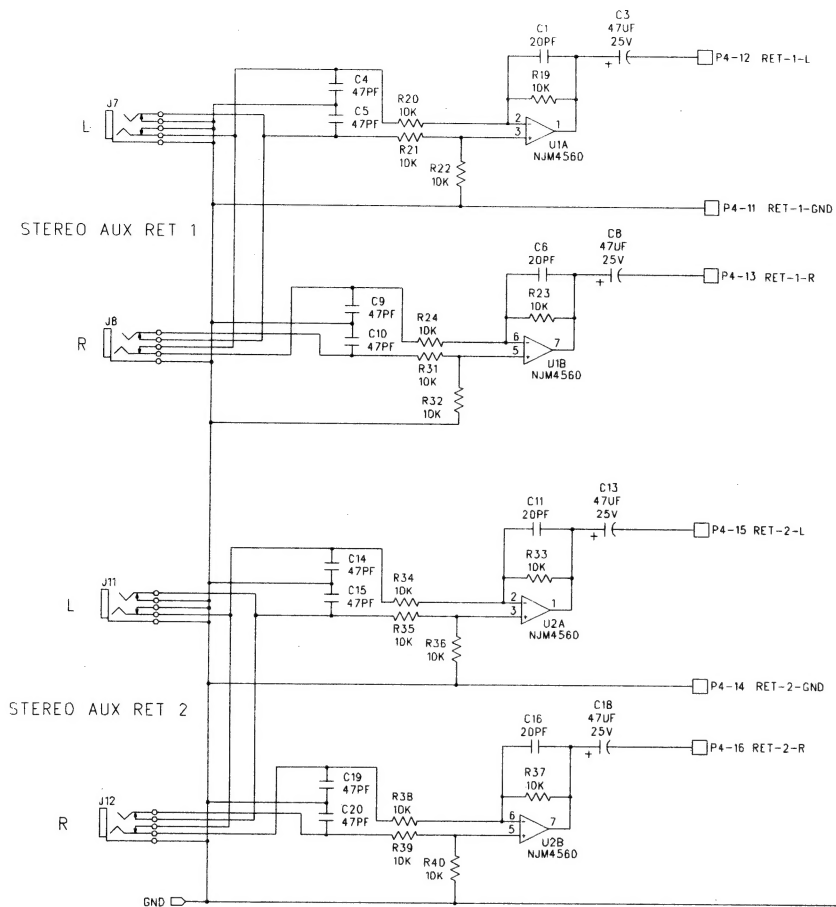 C3
47UF
25V
C1
20PF
+
P4-12 RET-1-L
R19
10K
C4
47PF
C5
47PF
R20
10K
J7
L
2
-
3
+
1
U1A
NJM4560
R21
10K
R22
10K
P4-11 RET-1-GND
STEREO AUX RET 1
C8
47UF
25V
C6
20PF
+
P4-13 RET-1-R
R23
10K
C9
47PF
C10
47PF
R24
10K
J8
R
6
-
5
+
7
U1B
NJM4560
R31
10K
R32
10K
C13
47UF
25V
C11
20PF
+
P4-15 RET-2-L
R33
10K
C14
47PF
C15
47PF
R34
10K
J11
L
2
-
3
+
1
U2A
NJM4560
R35
10K
R36
10K
P4-14 RET-2-GND
STEREO AUX RET 2
C18
47UF
25V
C16
20PF
+
P4-16 RET-2-R
R37
10K
C19
47PF
C20
47PF
R38
10K
J12
R
6
-
5
+
7
U2B
NJM4560
R39
10K
R40
10K
GND